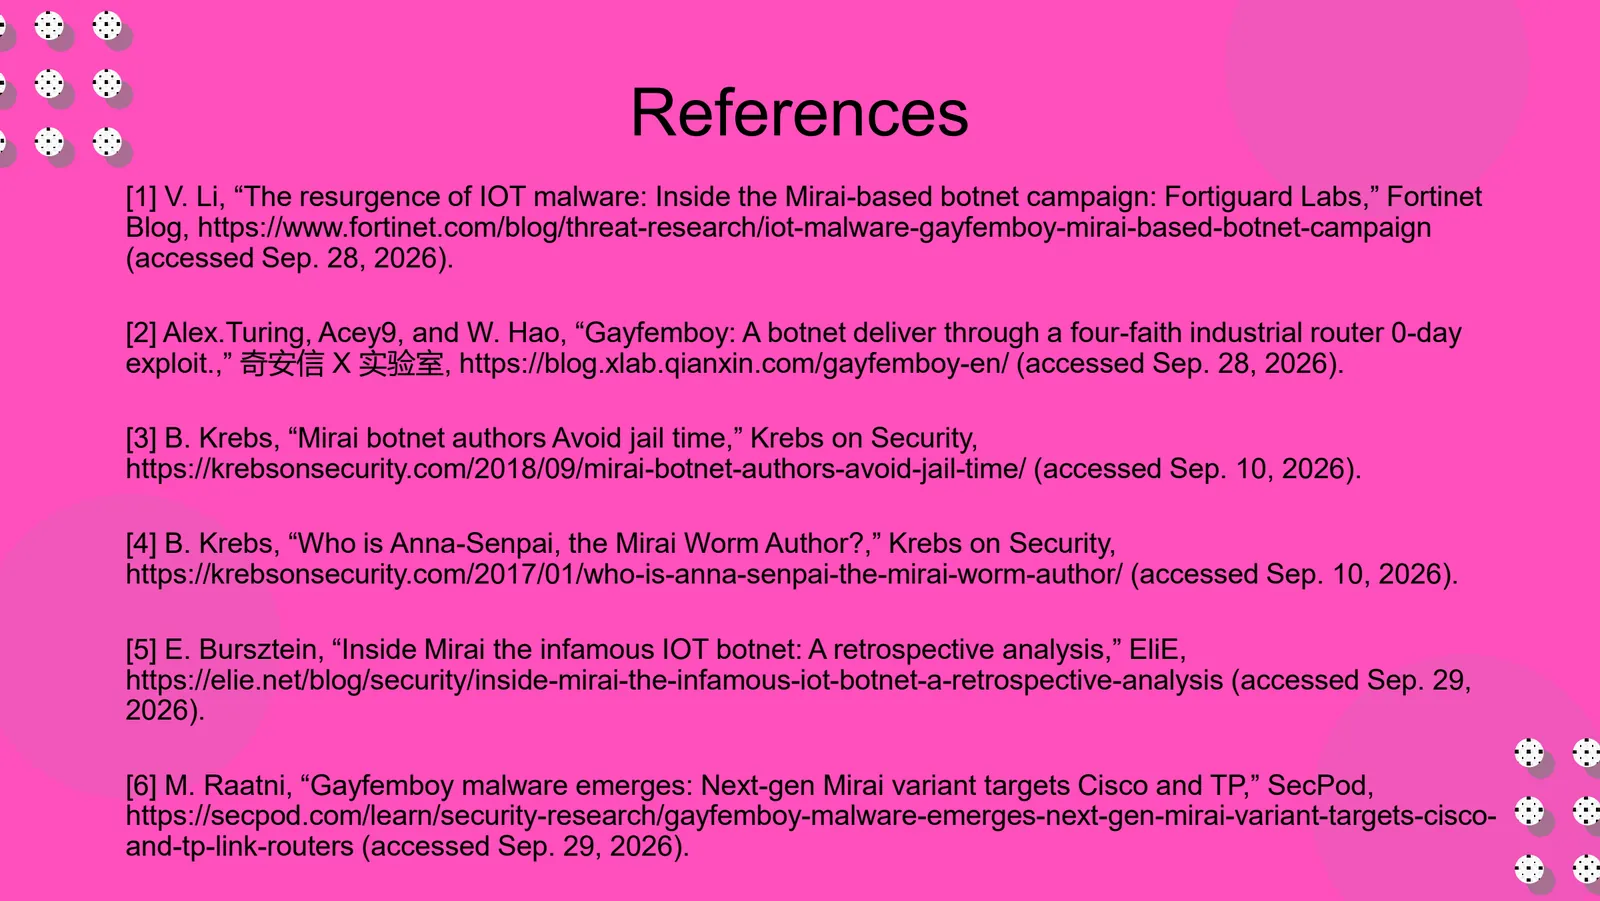 References
[1] V. Li, “The resurgence of IOT malware: Inside the Mirai-based botnet campaign: Fortiguard Labs,” Fortinet
Blog, https://www.fortinet.com/blog/threat-research/iot-malware-gayfemboy-mirai-based-botnet-campaign
(accessed Sep. 28, 2026).
[2] Alex.Turing, Acey9, and W. Hao, “Gayfemboy: A botnet deliver through a four-faith industrial router 0-day
exploit.,” 奇安信 X 实验室, https://blog.xlab.qianxin.com/gayfemboy-en/ (accessed Sep. 28, 2026).
[3] B. Krebs, “Mirai botnet authors Avoid jail time,” Krebs on Security,
https://krebsonsecurity.com/2018/09/mirai-botnet-authors-avoid-jail-time/ (accessed Sep. 10, 2026).
[4] B. Krebs, “Who is Anna-Senpai, the Mirai Worm Author?,” Krebs on Security,
https://krebsonsecurity.com/2017/01/who-is-anna-senpai-the-mirai-worm-author/ (accessed Sep. 10, 2026).
[5] E. Bursztein, “Inside Mirai the infamous IOT botnet: A retrospective analysis,” EliE,
https://elie.net/blog/security/inside-mirai-the-infamous-iot-botnet-a-retrospective-analysis (accessed Sep. 29,
2026).
[6] M. Raatni, “Gayfemboy malware emerges: Next-gen Mirai variant targets Cisco and TP,” SecPod,
https://secpod.com/learn/security-research/gayfemboy-malware-emerges-next-gen-mirai-variant-targets-cisco-
and-tp-link-routers (accessed Sep. 29, 2026).